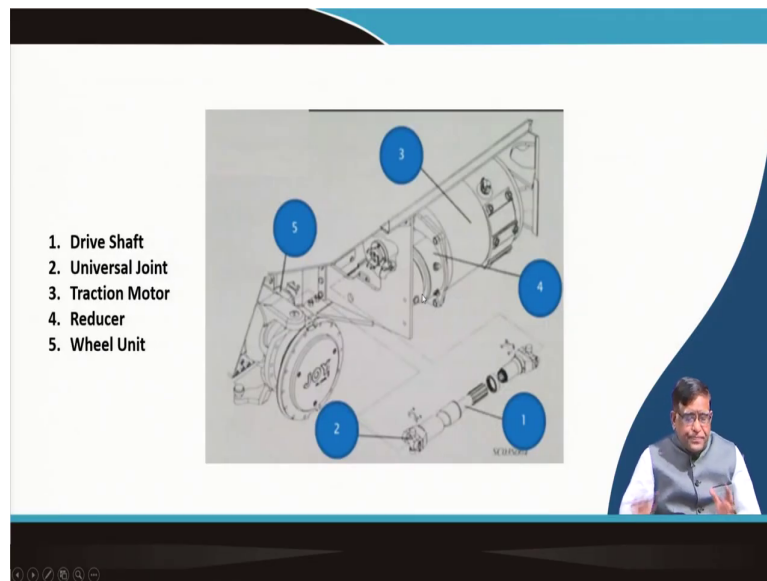 1. Drive Shaft
2. Universal Joint
3. Traction Motor
4. Reducer
5. Wheel Unit
3
5
4
JOY
1
2